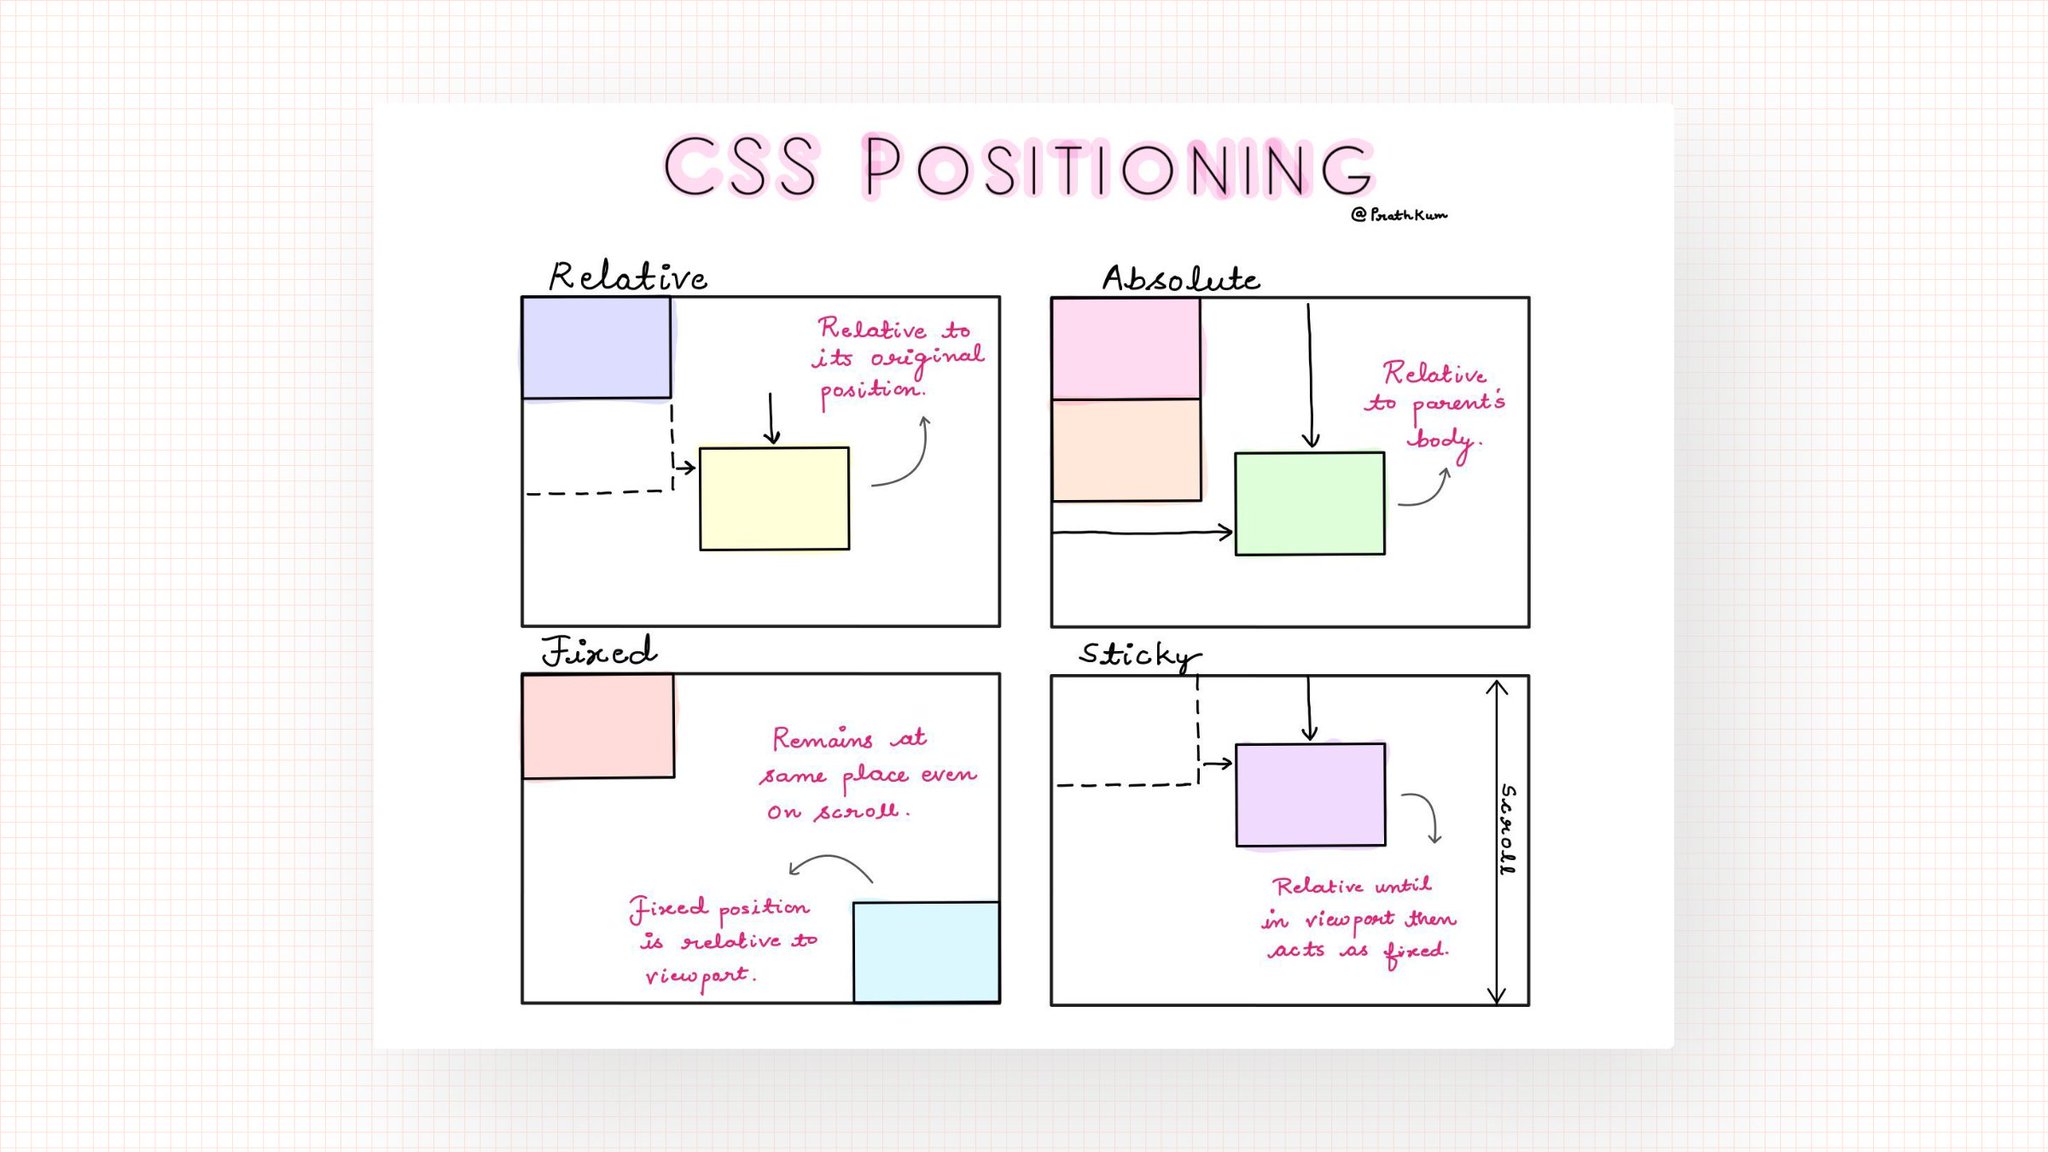 CSS POSITIONING
@PrathKum
Relative
Relative to
its original
position.
Absolute
Relative
to parent's
body.
Fixed
Remains at
same place even
on scroll.
Fixed position
is relative to
viewport.
Sticky
Scroll
Relative until
in viewport then
acts as fixed.